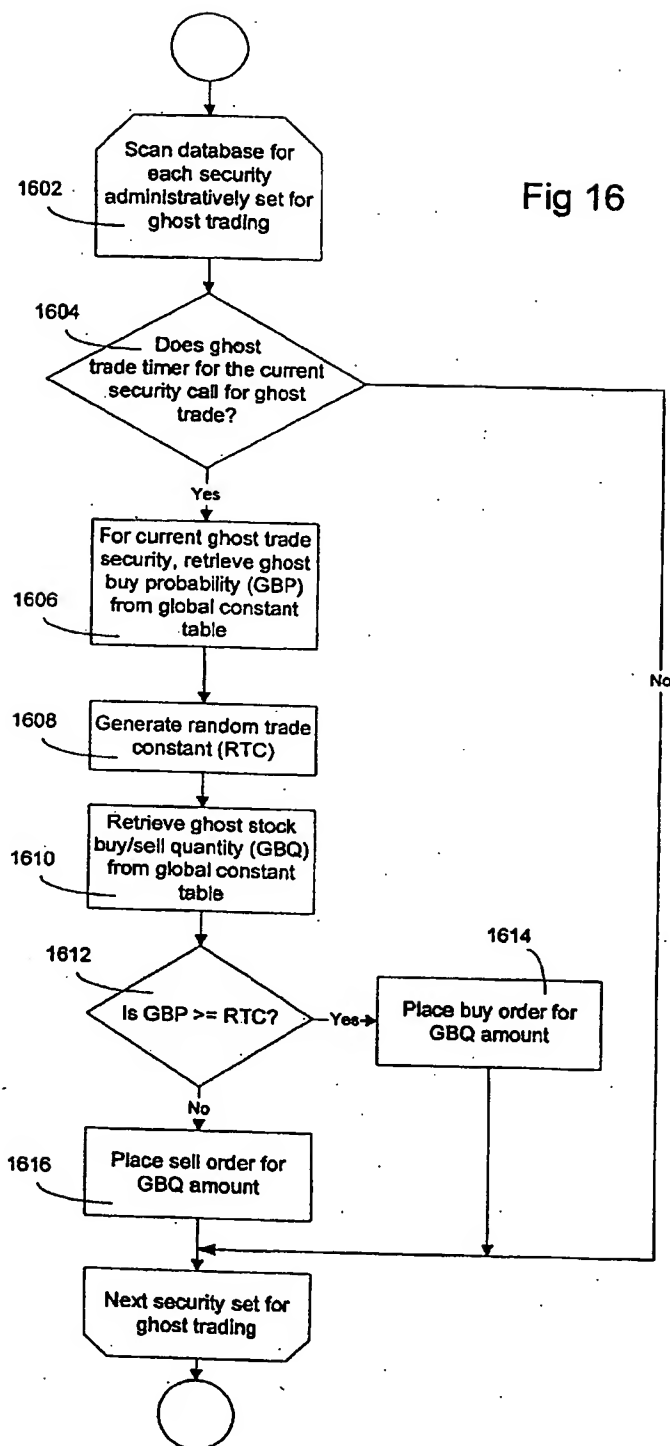 Fig 16
1602
Scan database for
each security
administratively set for
ghost trading
1604
Does ghost
trade timer for the current
security call for ghost
trade?
Yes
No
1606
For current ghost trade
security, retrieve ghost
buy probability (GBP)
from global constant
table
1608
Generate random trade
constant (RTC)
1610
Retrieve ghost stock
buy/sell quantity (GBQ)
from global constant
table
1612
Is GBP >= RTC?
Yes
1614
Place buy order for
GBQ amount
No
1616
Place sell order for
GBQ amount
Next security set for
ghost trading